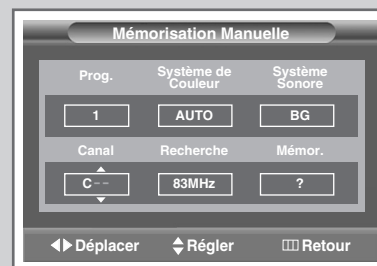 Mémorisation Manuelle
Prog. Système de Couleur Système Sonore
1 AUTO BG
Canal Recherche Mémor.
C-- 83MHz ?
Déplacer Régler Retour